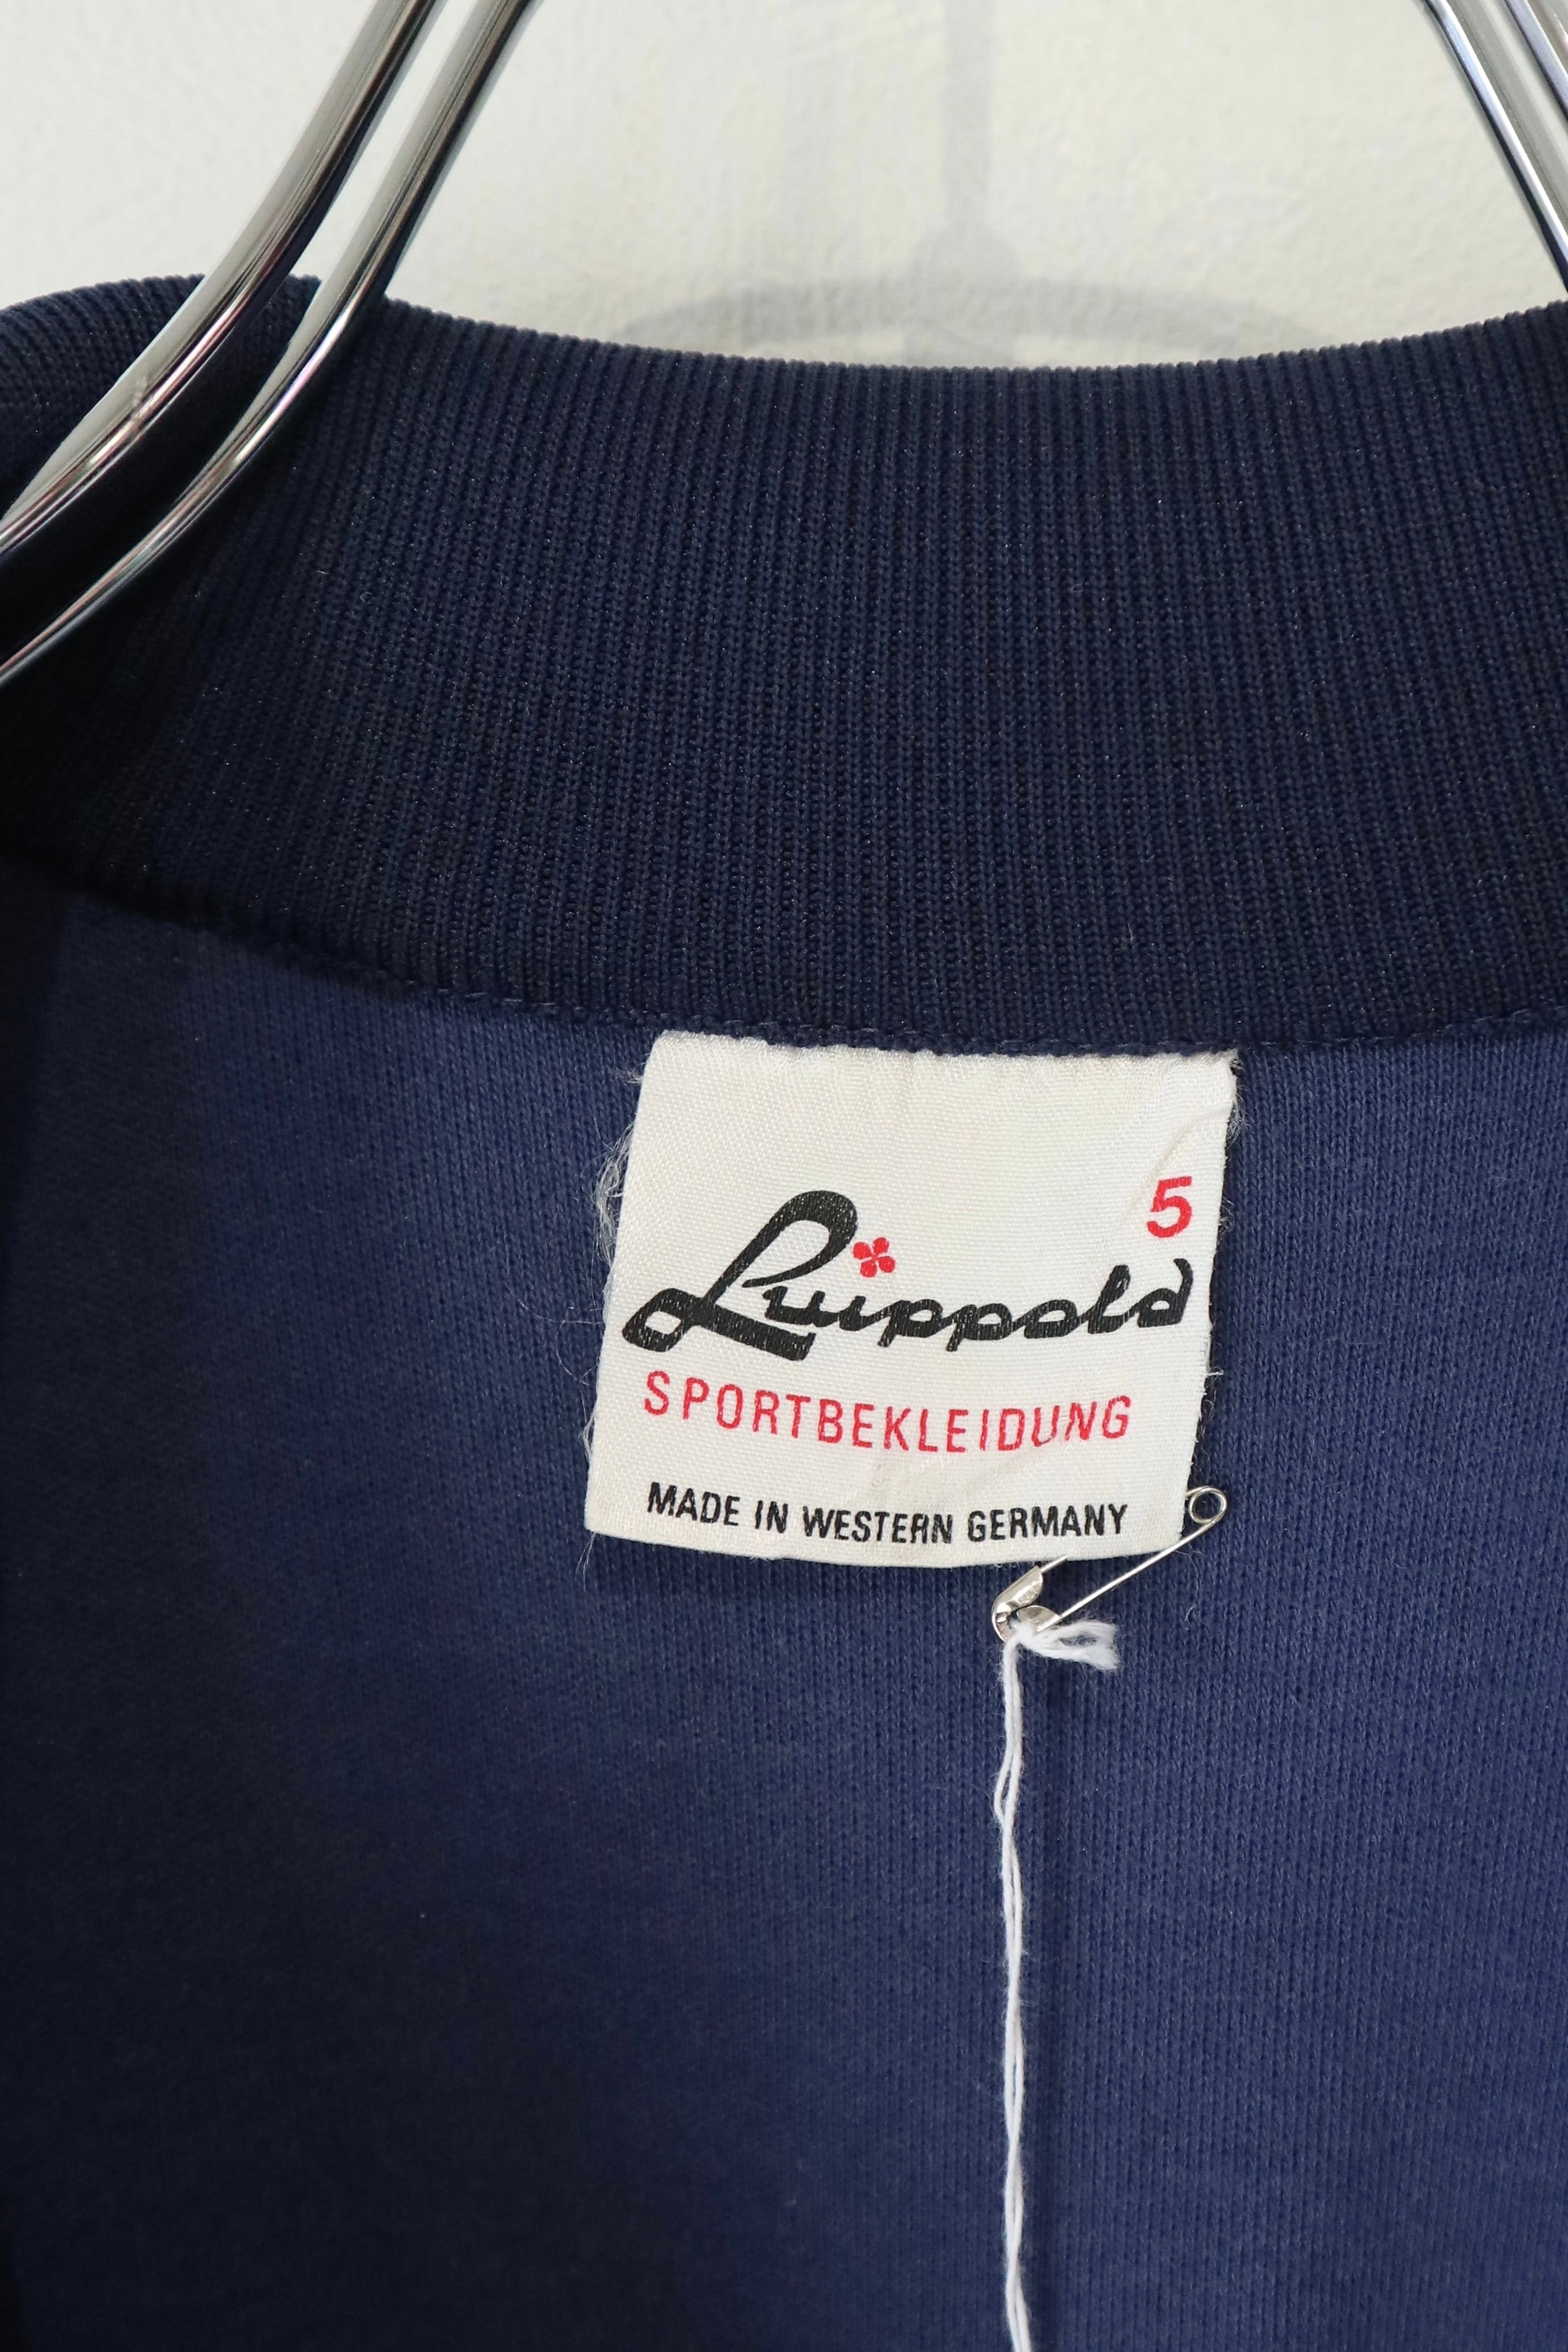 5
Luippold
SPORTBEKLEIDUNG
MADE IN WESTERN GERMANY